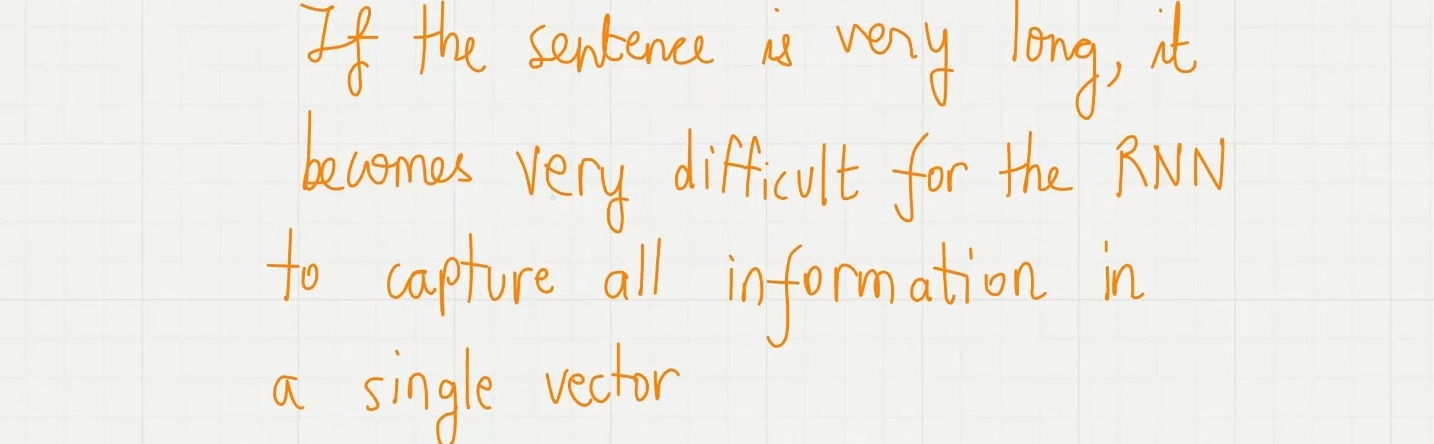 If the sentence is very long, it
becomes very difficult for the RNN
to capture all information in
a single vector